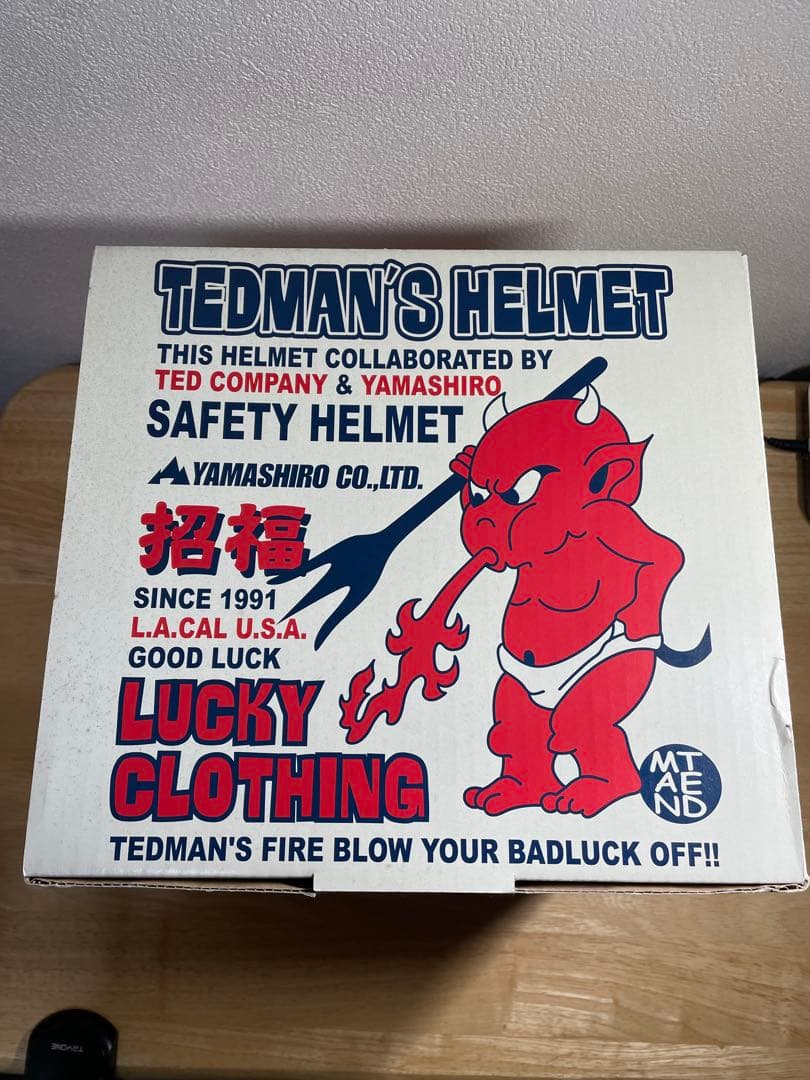 TEDMAN'S HELMET
THIS HELMET COLLABORATED BY
TED COMPANY & YAMASHIRO
SAFETY HELMET
YAMASHIRO CO.,LTD.
招福
SINCE 1991
L.A.CAL U.S.A.
GOOD LUCK
LUCKY
CLOTHING
MT
AE
ND
TEDMAN'S FIRE BLOW YOUR BADLUCK OFF!!